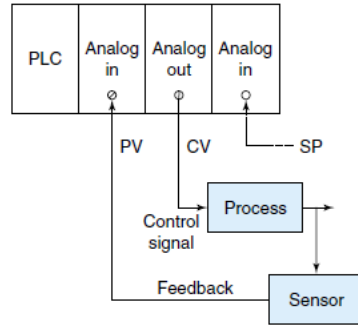 PLC
Analog
in
Analog
out
Analog
in
PV
CV
SP
Process
Control
signal
Feedback
Sensor